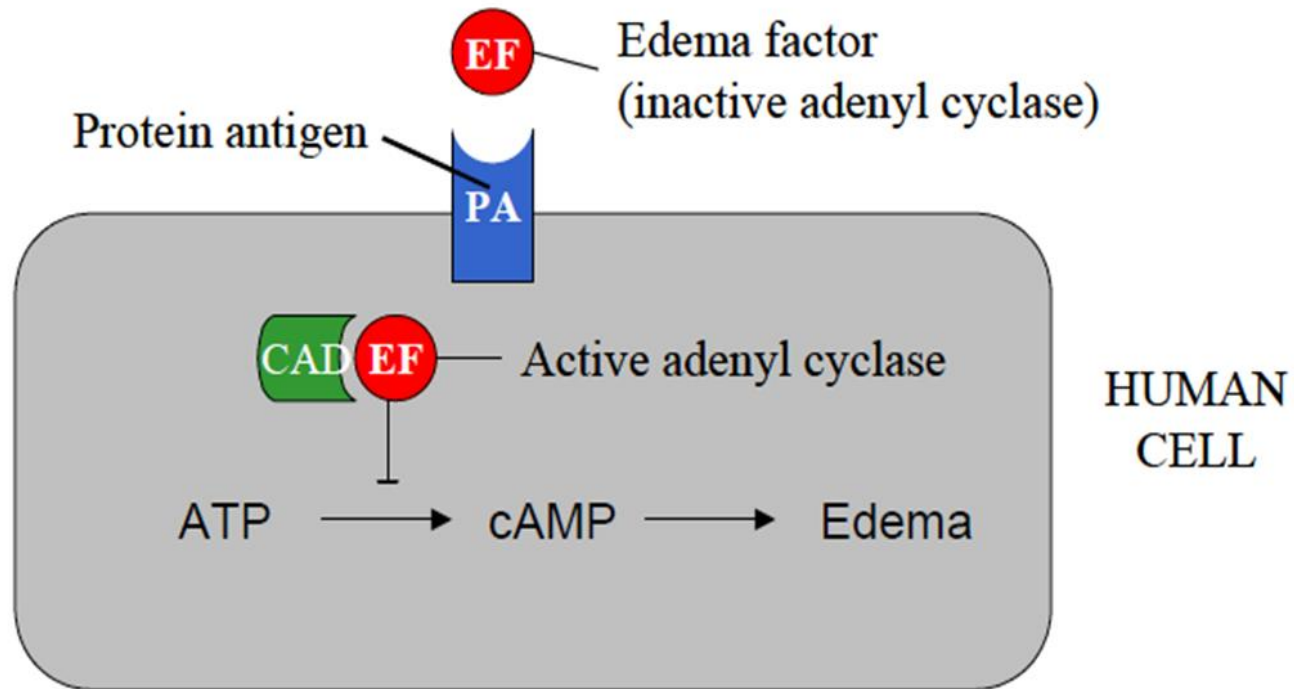 EF
Edema factor
(inactive adenyl cyclase)
Protein antigen
PA
CAD
EF
Active adenyl cyclase
HUMAN
CELL
ATP
cAMP
Edema